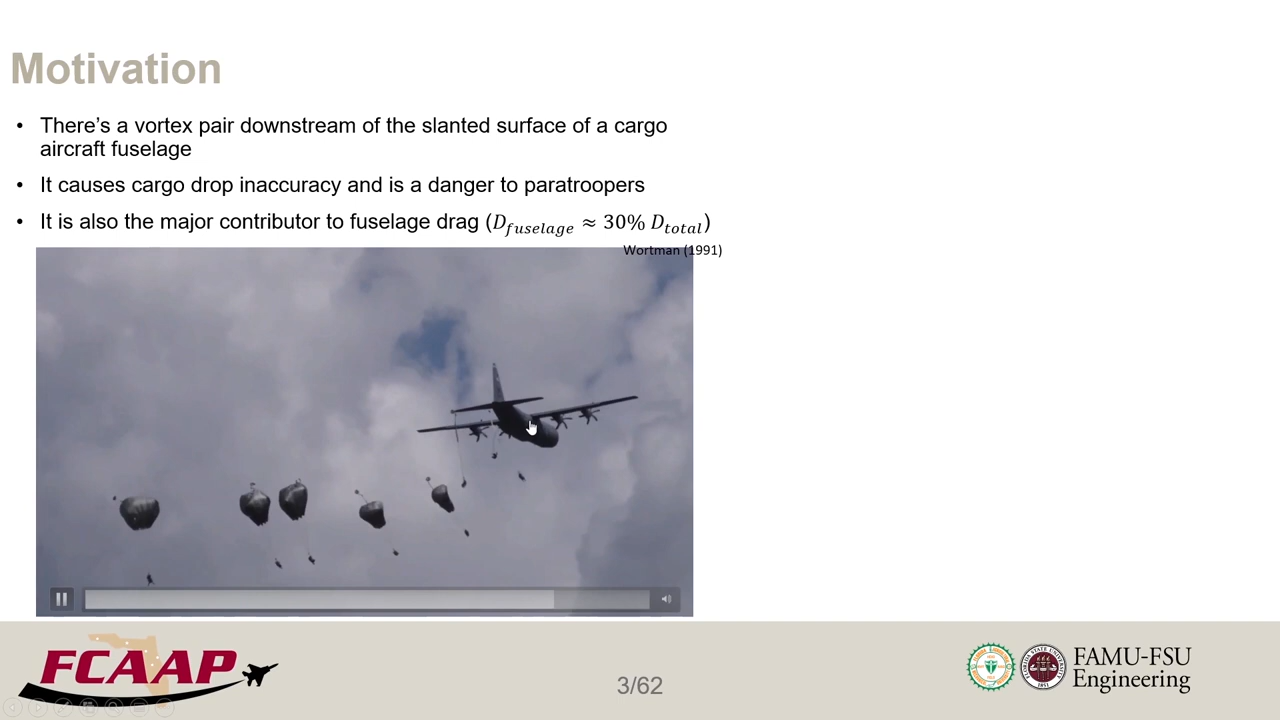 Motivation
• There's a vortex pair downstream of the slanted surface of a cargo
aircraft fuselage
• It causes cargo drop inaccuracy and is a danger to paratroopers
• It is also the major contributor to fuselage drag (D_fuselage ≈ 30% D_total)
Wortman (1991)
FCAAP
3/62
FAMU-FSU
Engineering